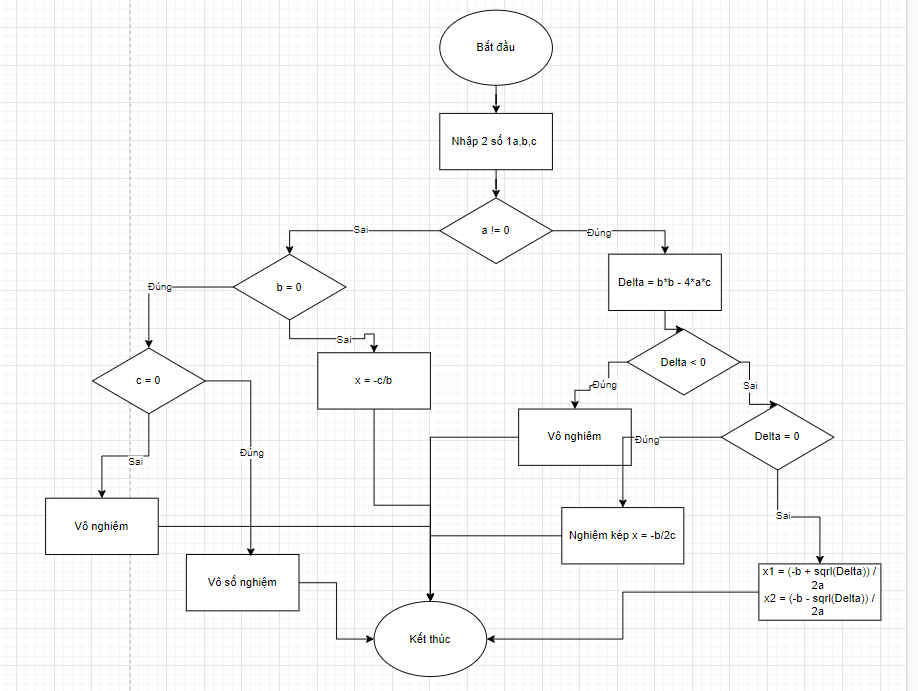 Bắt đầu
Nhập 2 số 1a,b,c
a != 0
Sai
Đúng
b = 0
Delta = b*b - 4*a*c
Đúng
Sai
c = 0
x = -c/b
Delta < 0
Đúng
Sai
Vô nghiệm
Đúng
Delta = 0
Sai
Đúng
Sai
Vô nghiệm
Nghiệm kép x = -b/2c
Vô số nghiệm
x1 = (-b + sqrl(Delta)) /
2a
x2 = (-b - sqrl(Delta)) /
2a
Kết thúc